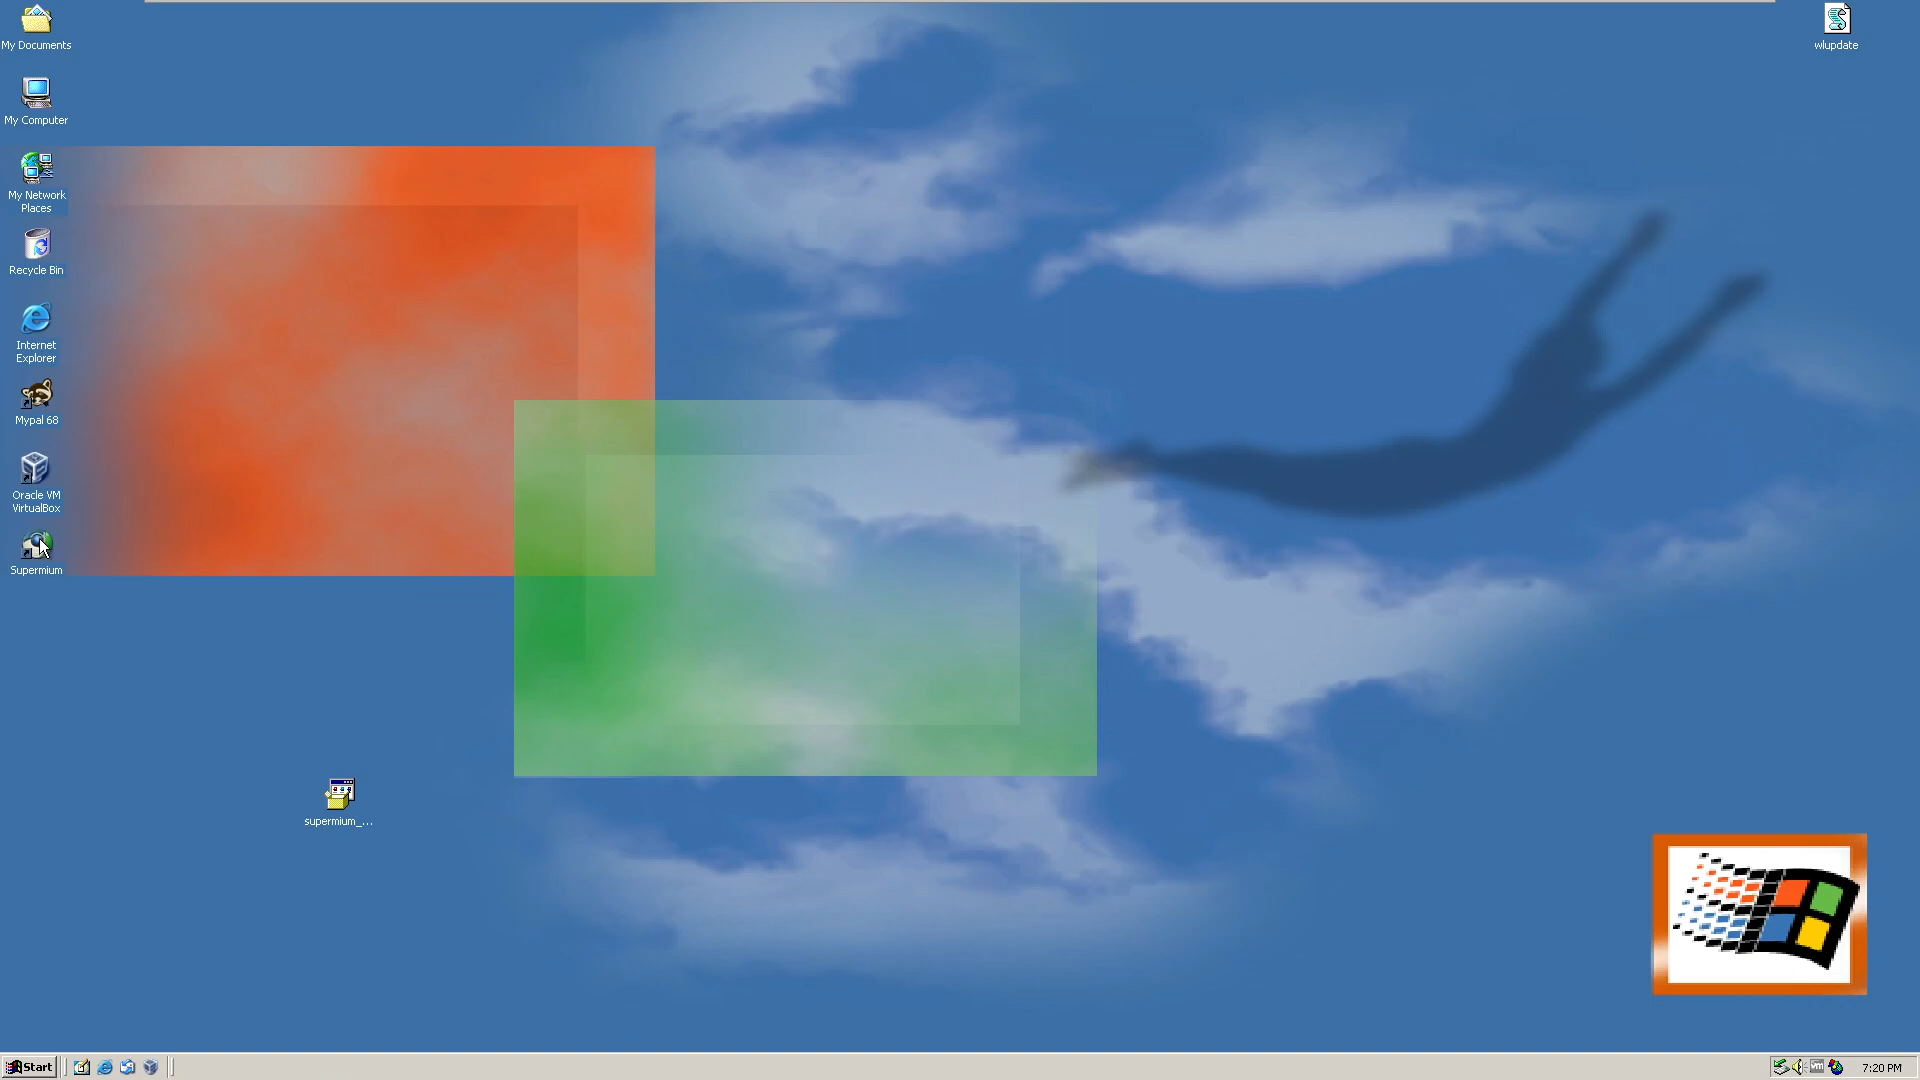 My Documents
wlupdate
My Computer
My Network
Places
Recycle Bin
Internet
Explorer
Mypal 68
Oracle VM
VirtualBox
Supermium
supermium_...
Start
vm
7:20 PM